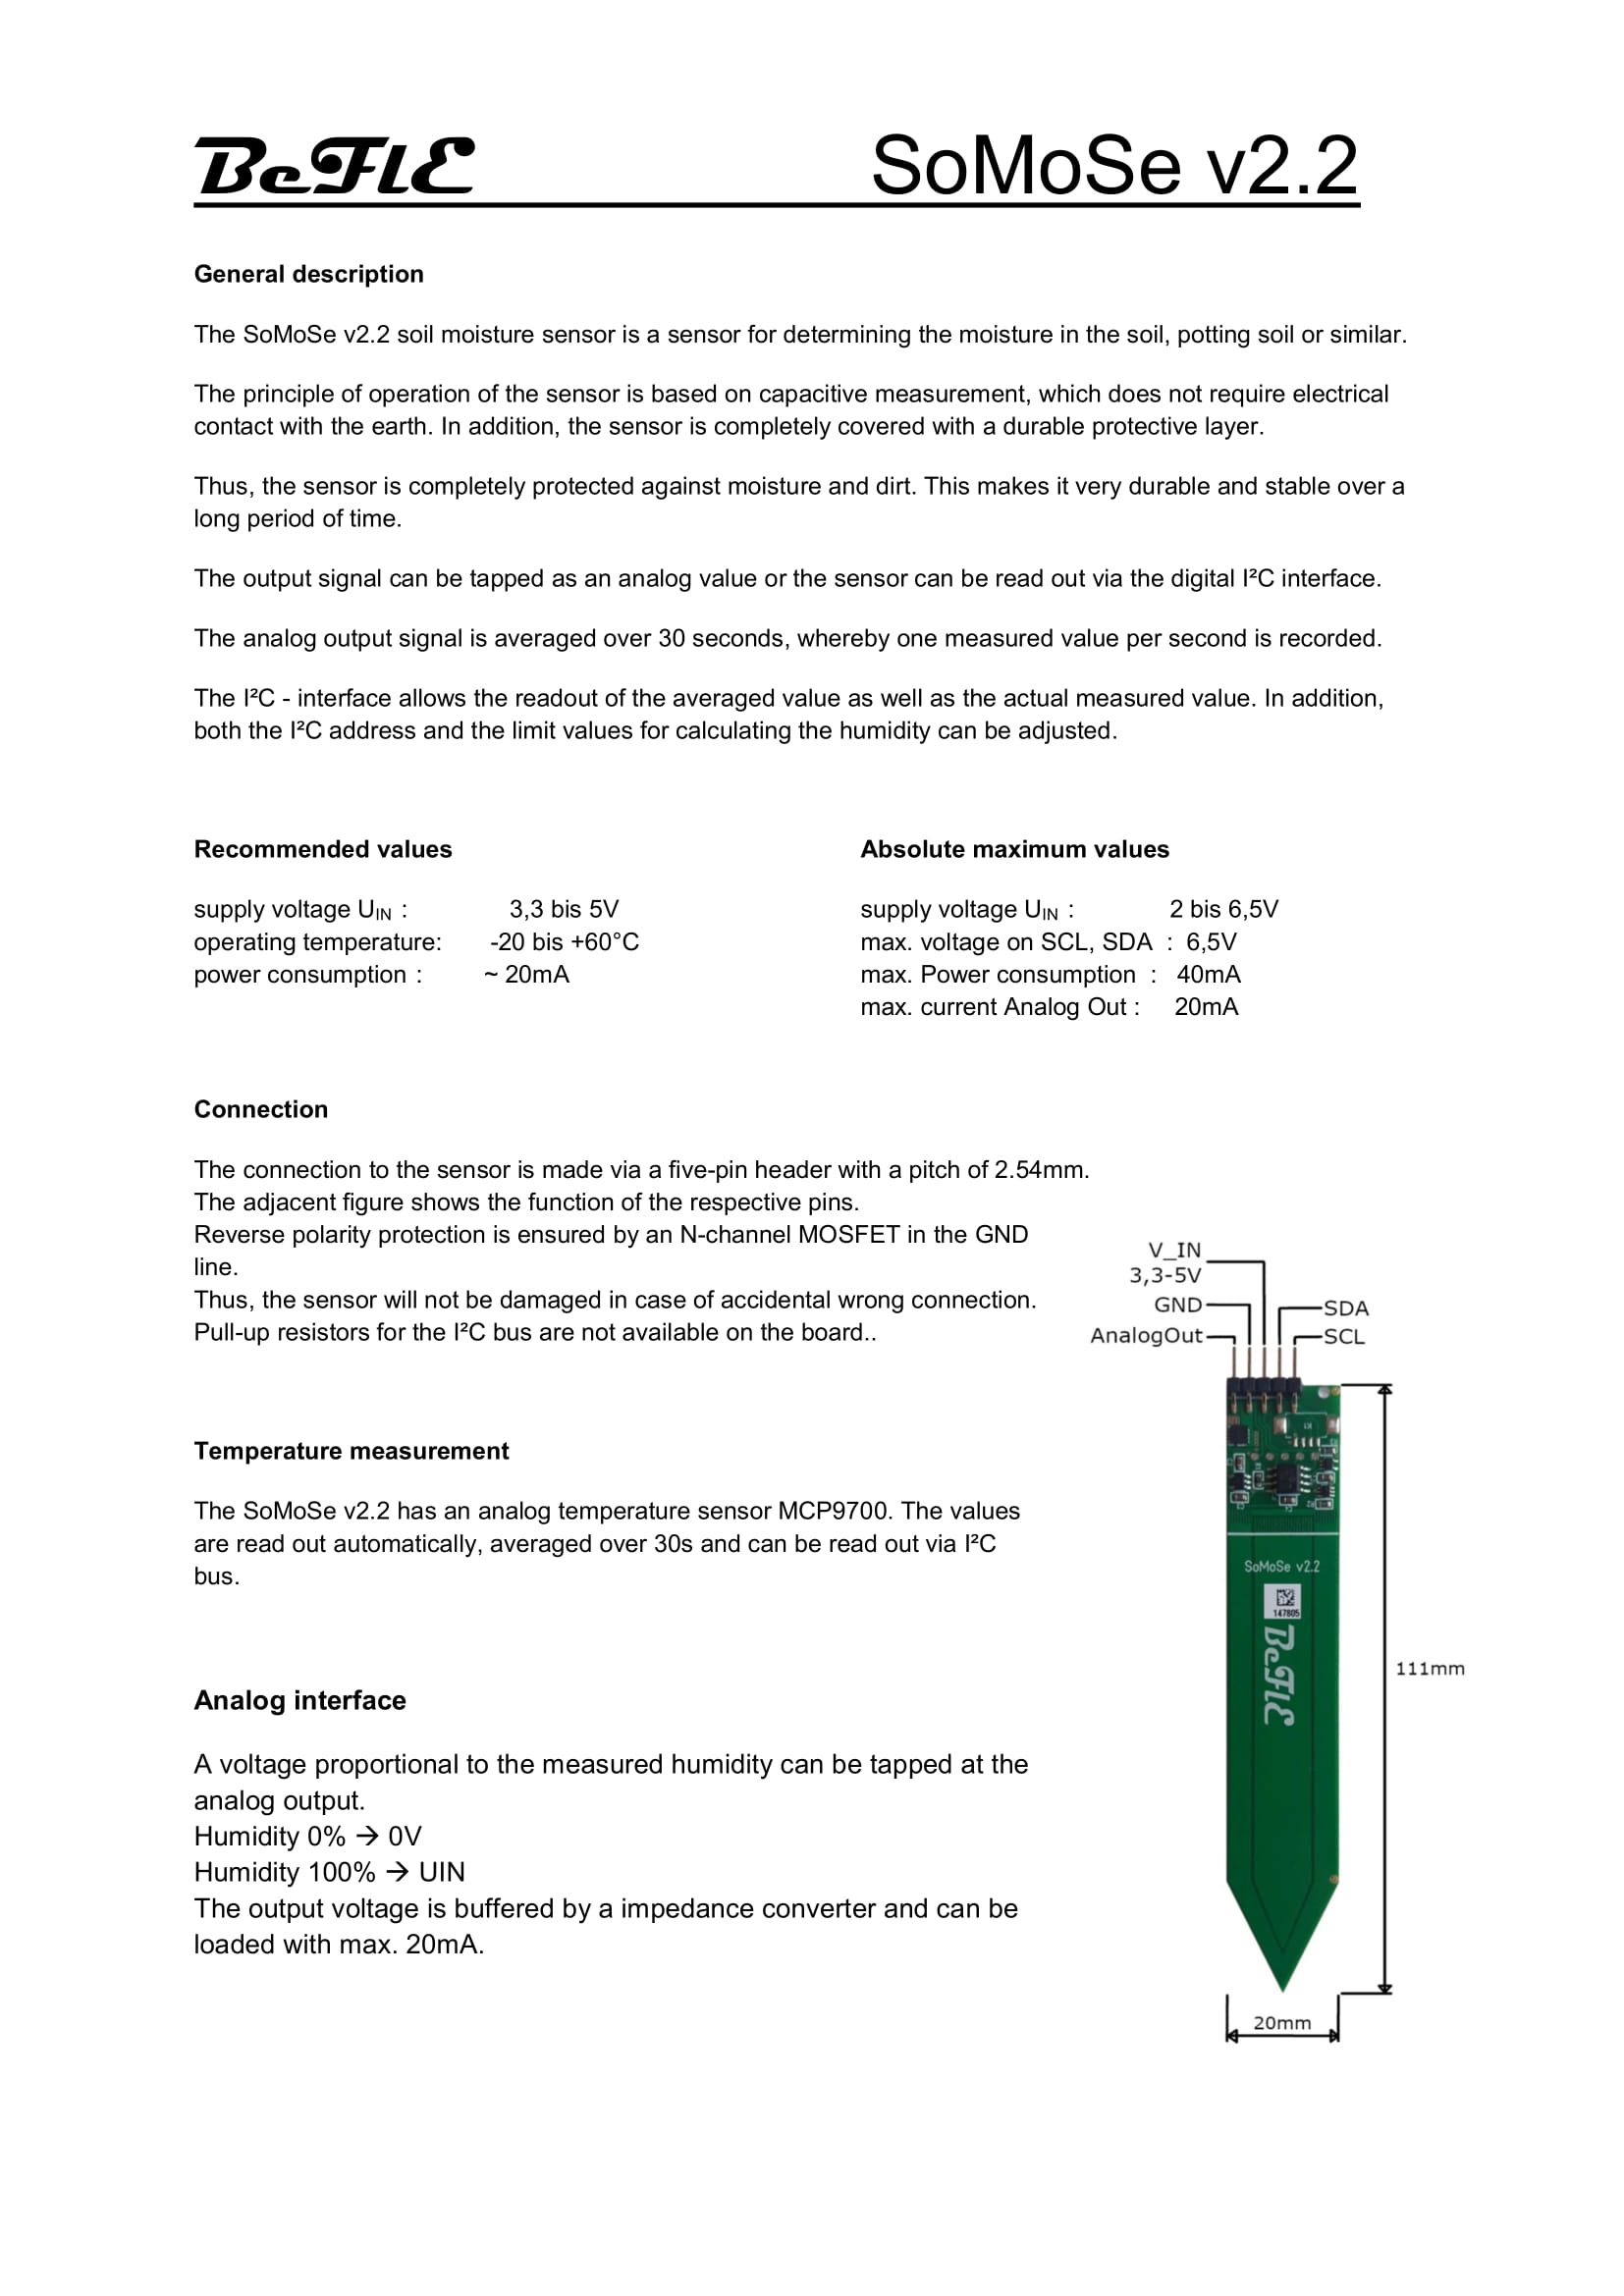 BeFlE SoMoSe v2.2
General description
The SoMoSe v2.2 soil moisture sensor is a sensor for determining the moisture in the soil, potting soil or similar.
The principle of operation of the sensor is based on capacitive measurement, which does not require electrical
contact with the earth. In addition, the sensor is completely covered with a durable protective layer.
Thus, the sensor is completely protected against moisture and dirt. This makes it very durable and stable over a
long period of time.
The output signal can be tapped as an analog value or the sensor can be read out via the digital I²C interface.
The analog output signal is averaged over 30 seconds, whereby one measured value per second is recorded.
The I²C - interface allows the readout of the averaged value as well as the actual measured value. In addition,
both the I²C address and the limit values for calculating the humidity can be adjusted.
Recommended values
supply voltage UIN : 3,3 bis 5V
operating temperature: -20 bis +60°C
power consumption : ~ 20mA
Absolute maximum values
supply voltage UIN : 2 bis 6,5V
max. voltage on SCL, SDA : 6,5V
max. Power consumption : 40mA
max. current Analog Out : 20mA
Connection
The connection to the sensor is made via a five-pin header with a pitch of 2.54mm.
The adjacent figure shows the function of the respective pins.
Reverse polarity protection is ensured by an N-channel MOSFET in the GND
line.
Thus, the sensor will not be damaged in case of accidental wrong connection.
Pull-up resistors for the I²C bus are not available on the board..
Temperature measurement
The SoMoSe v2.2 has an analog temperature sensor MCP9700. The values
are read out automatically, averaged over 30s and can be read out via I²C
bus.
Analog interface
A voltage proportional to the measured humidity can be tapped at the
analog output.
Humidity 0% → 0V
Humidity 100% → UIN
The output voltage is buffered by a impedance converter and can be
loaded with max. 20mA.
V_IN
3,3-5V
GND
AnalogOut
SDA
SCL
SoMoSe v2.2
147805
BeFlE
111mm
20mm